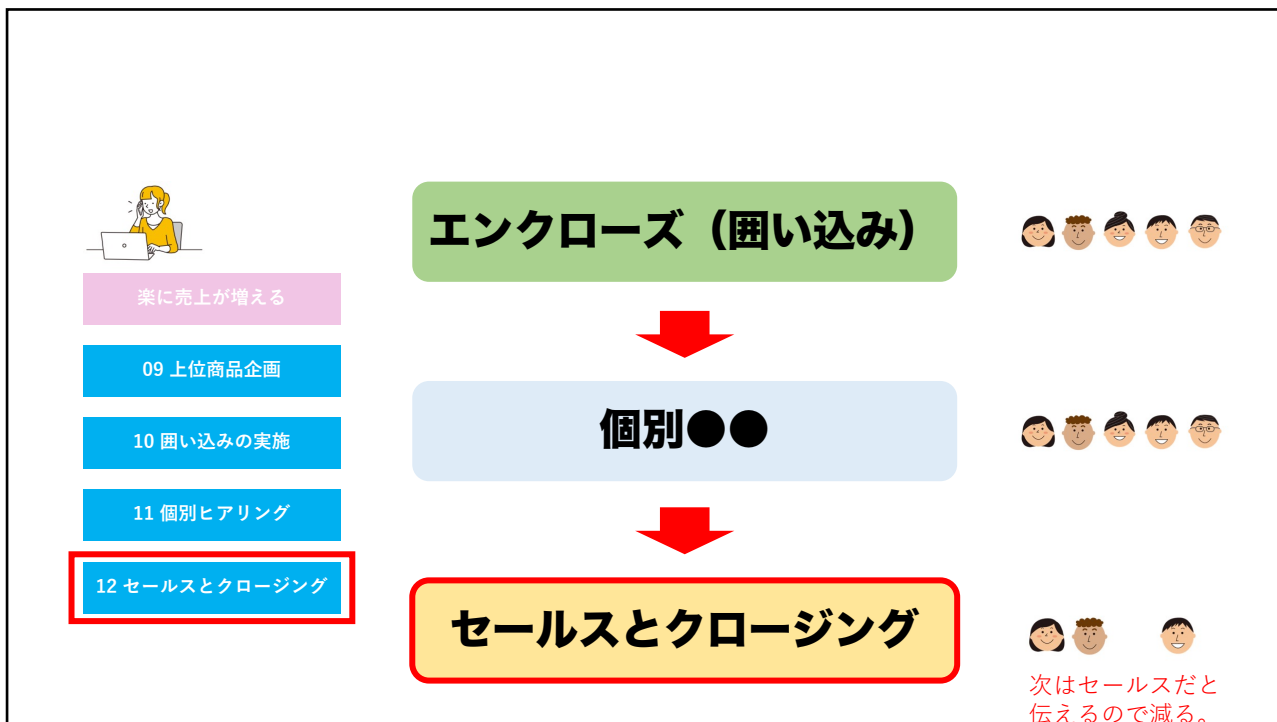 楽に売上が増える
09 上位商品企画
10 囲い込みの実施
11 個別ヒアリング
12 セールスとクロージング
エンクローズ（囲い込み）
個別●●
セールスとクロージング
次はセールスだと
伝えるので減る。